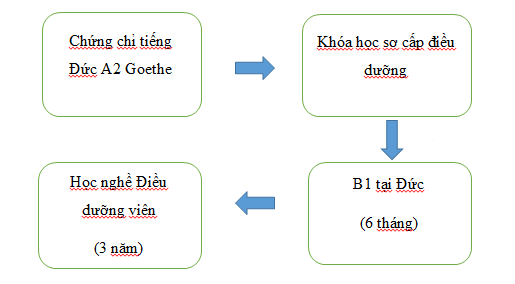 Chứng chỉ tiếng
Đức A2 Goethe
Khóa học sơ cấp điều
dưỡng
B1 tại Đức
(6 tháng)
Học nghề Điều
dưỡng viên
(3 năm)